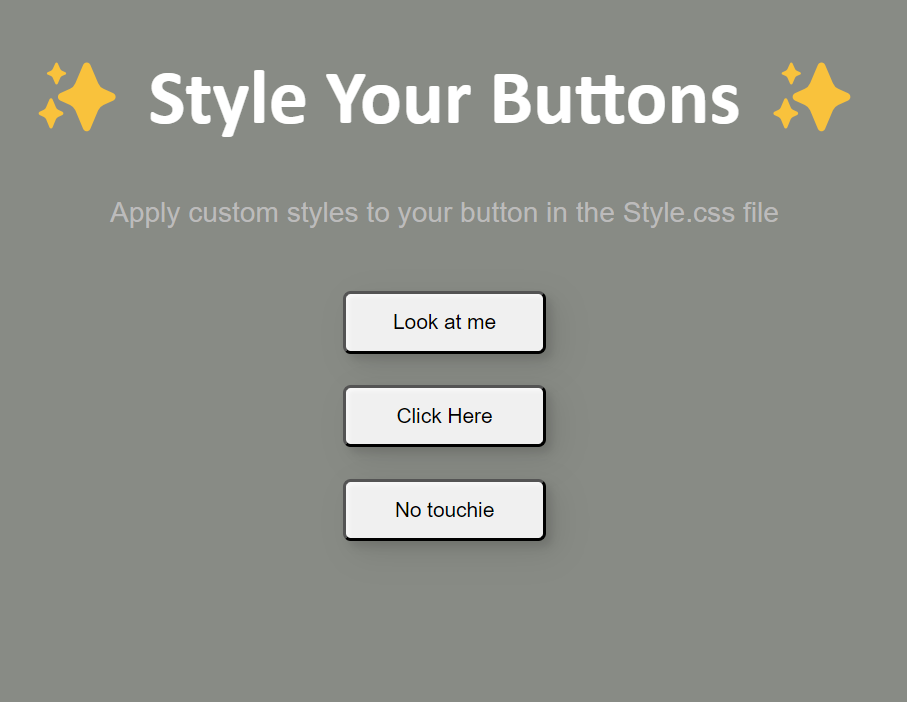 ✨ Style Your Buttons ✨
Apply custom styles to your button in the Style.css file
Look at me
Click Here
No touchie